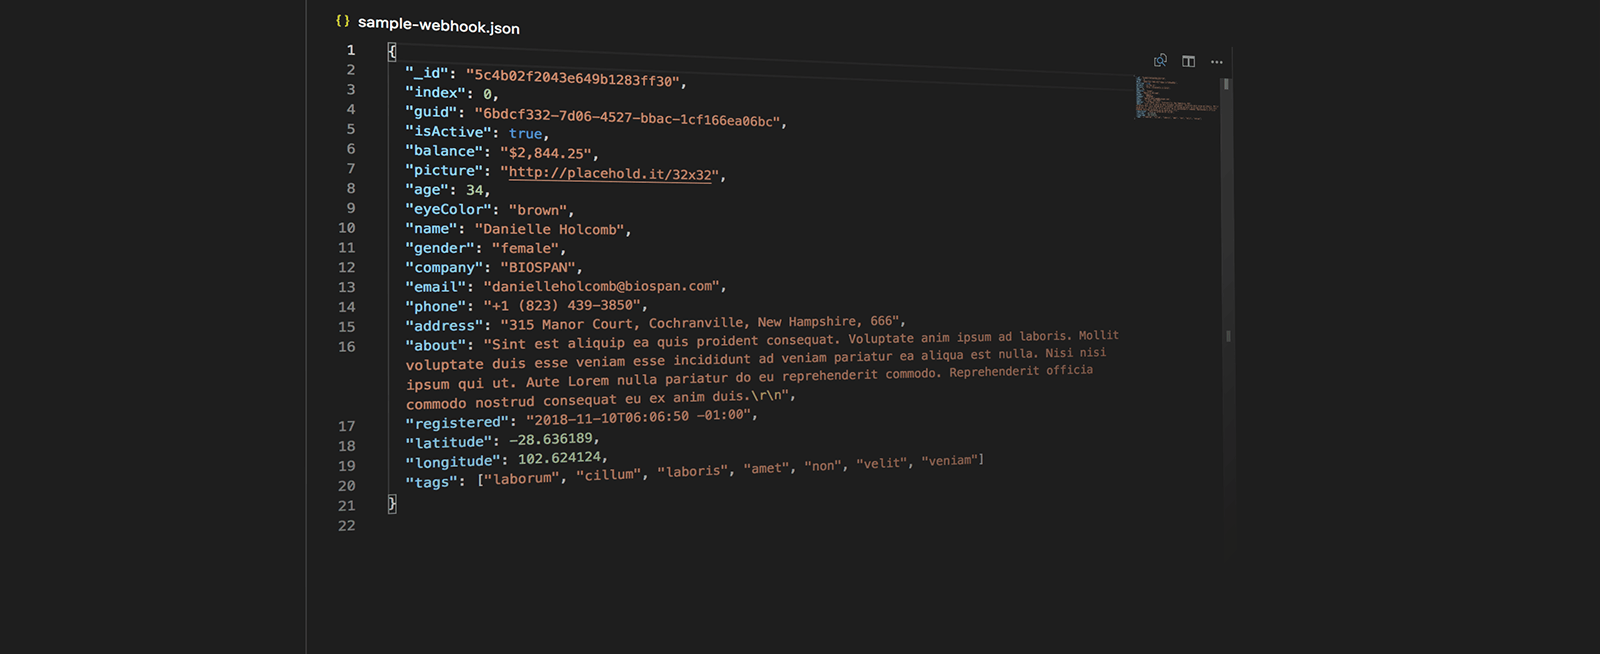 {} sample-webhook.json
1 {
2 "_id": "5c4b02f2043e649b1283ff30",
3 "index": 0,
4 "guid": "6bdcf332-7d06-4527-bbac-1cf166ea06bc",
5 "isActive": true,
6 "balance": "$2,844.25",
7 "picture": "http://placehold.it/32x32",
8 "age": 34,
9 "eyeColor": "brown",
10 "name": "Danielle Holcomb",
11 "gender": "female",
12 "company": "BIOSPAN",
13 "email": "danielleholcomb@biospan.com",
14 "phone": "+1 (823) 439-3850",
15 "address": "315 Manor Court, Cochranville, New Hampshire, 666",
16 "about": "Sint est aliquip ea quis proident consequat. Voluptate anim ipsum ad laboris. Mollit
voluptate duis esse veniam esse incididunt ad veniam pariatur ea aliqua est nulla. Nisi nisi
ipsum qui ut. Aute Lorem nulla pariatur do eu reprehenderit commodo. Reprehenderit officia
commodo nostrud consequat eu ex anim duis.\r\n",
17 "registered": "2018-11-10T06:06:50 -01:00",
18 "latitude": -28.636189,
19 "longitude": 102.624124,
20 "tags": ["laborum", "cillum", "laboris", "amet", "non", "velit", "veniam"]
21 }
22